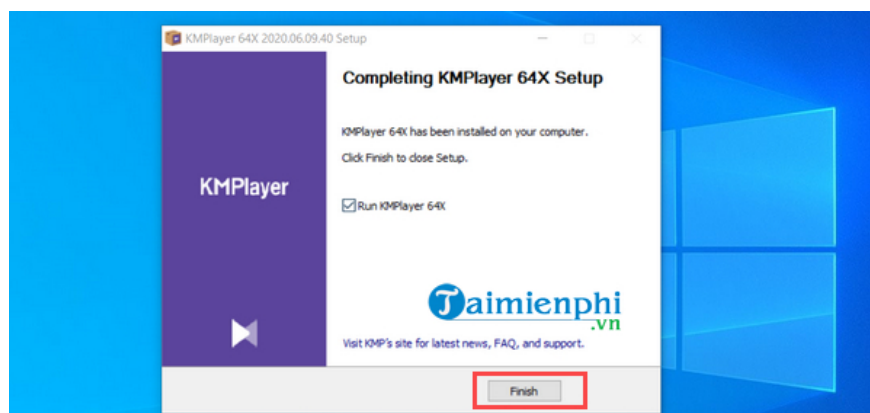 KMPlayer 64X 2020.06.09.40 Setup
Completing KMPlayer 64X Setup
KMPlayer 64X has been installed on your computer.
Click Finish to close Setup.
KMPlayer
Run KMPlayer 64X
Taimienphi
.vn
Visit KMP's site for latest news, FAQ, and support.
Finish